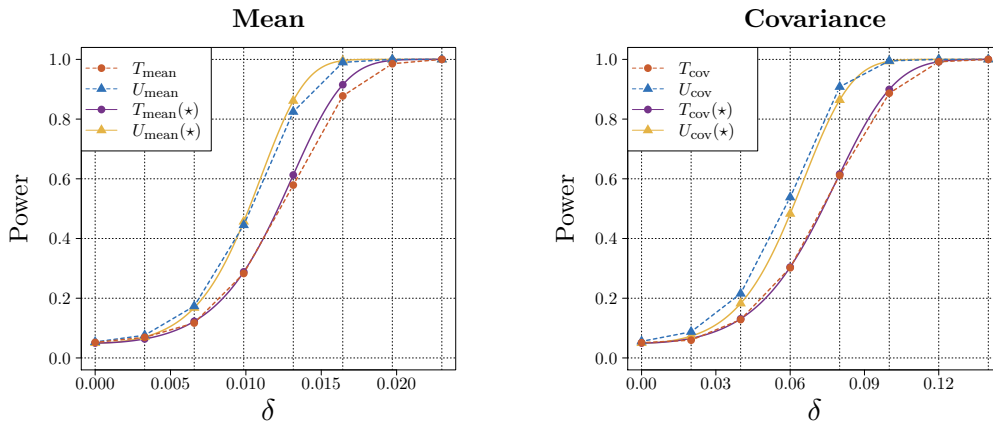 Mean
Power
1.0
0.8
0.6
0.4
0.2
0.0
T_mean
U_mean
T_mean(⋆)
U_mean(⋆)
0.000 0.005 0.010 0.015 0.020
δ
Covariance
Power
1.0
0.8
0.6
0.4
0.2
0.0
T_cov
U_cov
T_cov(⋆)
U_cov(⋆)
0.00 0.03 0.06 0.09 0.12
δ